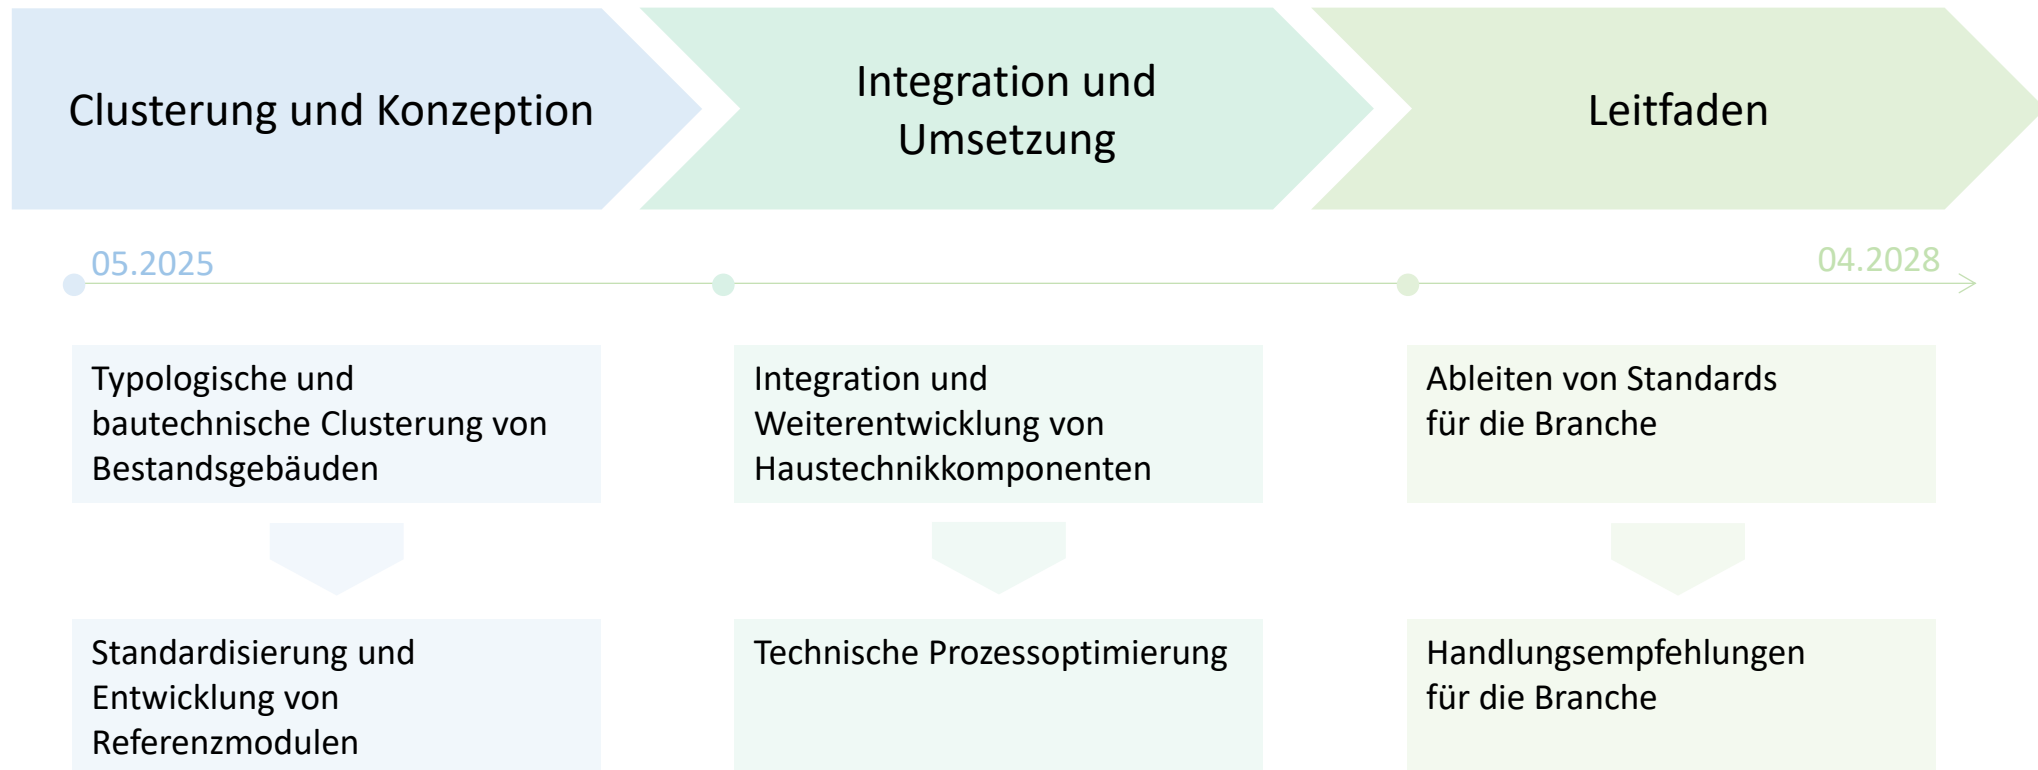 Clusterung und Konzeption
Integration und
Umsetzung
Leitfaden
05.2025
04.2028
Typologische und
bautechnische Clusterung von
Bestandsgebäuden
Integration und
Weiterentwicklung von
Haustechnikkomponenten
Ableiten von Standards
für die Branche
Standardisierung und
Entwicklung von
Referenzmodulen
Technische Prozessoptimierung
Handlungsempfehlungen
für die Branche